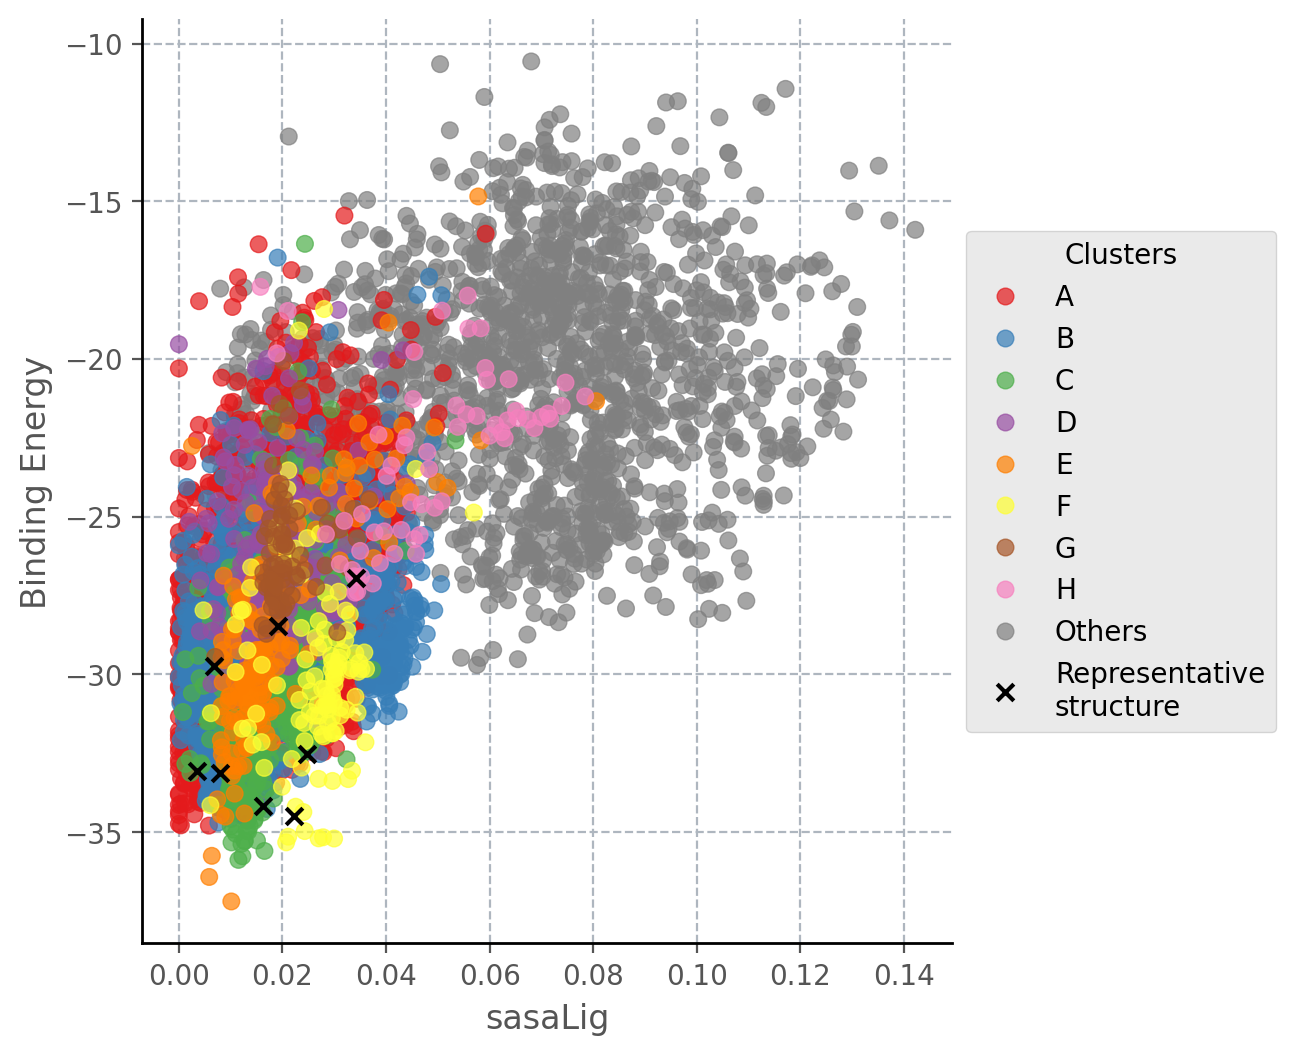 −10
−15
−20
−25
−30
−35
Binding Energy
0.00 0.02 0.04 0.06 0.08 0.10 0.12 0.14
sasaLig
Clusters
A
B
C
D
E
F
G
H
Others
Representative
structure